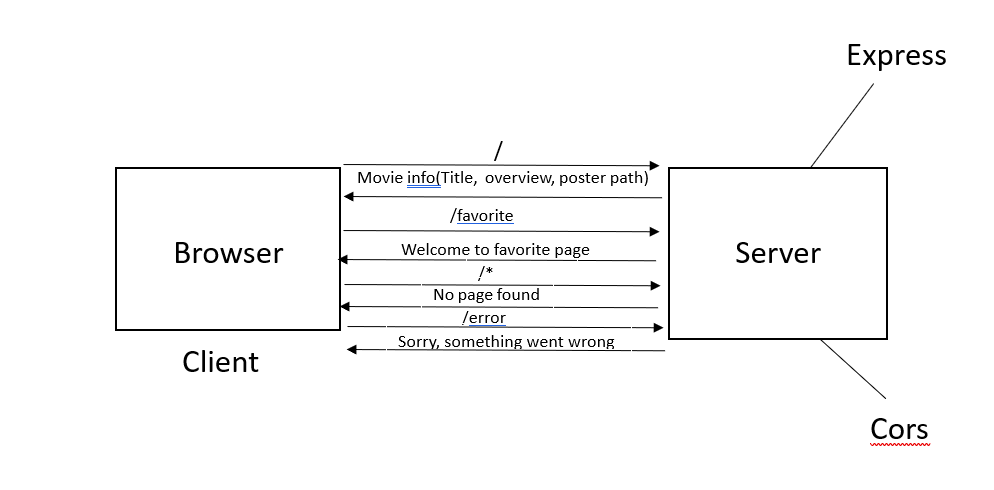 Express
/
Movie info(Title, overview, poster path)
/favorite
Browser
Welcome to favorite page
Server
/*
No page found
/error
Sorry, something went wrong
Client
Cors